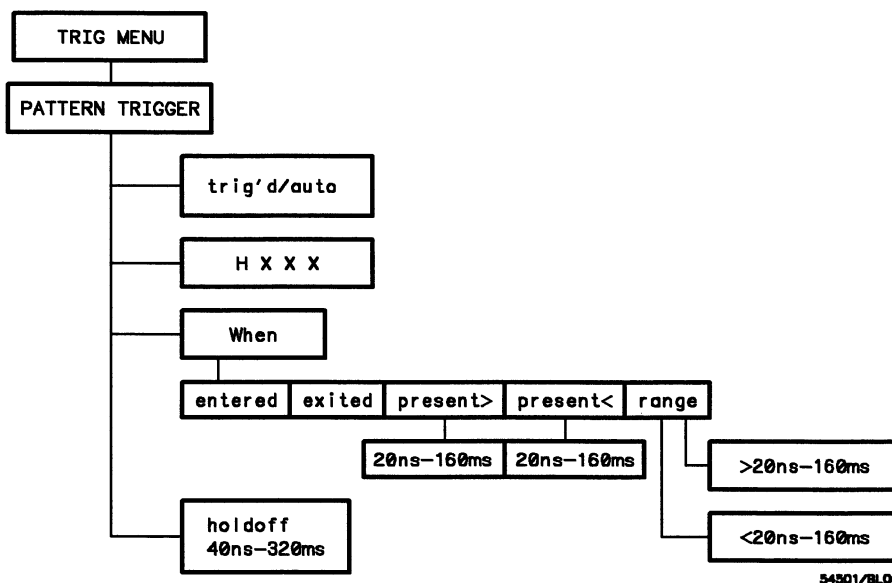 TRIG MENU
PATTERN TRIGGER
trig'd/auto
H X X X
When
entered exited present> present< range
20ns-160ms 20ns-160ms
>20ns-160ms
holdoff
40ns-320ms
<20ns-160ms
54501/BL0